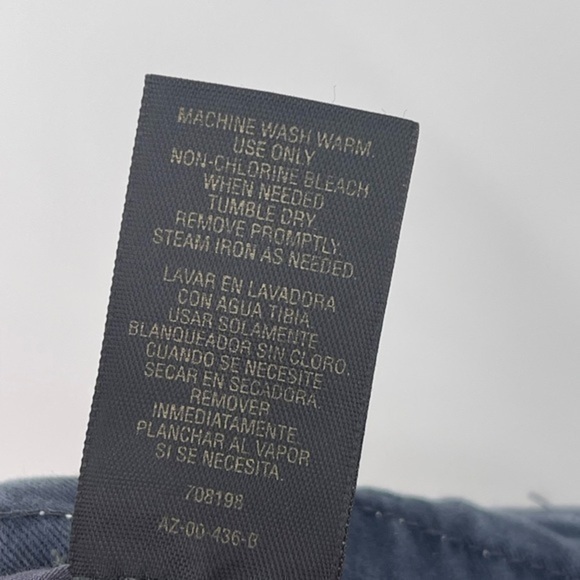 MACHINE WASH WARM.
USE ONLY
NON-CHLORINE BLEACH
WHEN NEEDED
TUMBLE DRY.
REMOVE PROMPTLY.
STEAM IRON AS NEEDED.
LAVAR EN LAVADORA
CON AGUA TIBIA.
USAR SOLAMENTE
BLANQUEADOR SIN CLORO.
CUANDO SE NECESITE
SECAR EN SECADORA.
REMOVER
INMEDIATAMENTE.
PLANCHAR AL VAPOR
SI SE NECESITA.
708198
AZ-00-436-D